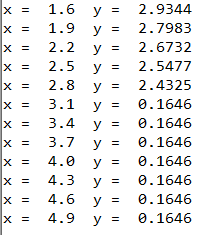 x =  1.6  y =  2.9344
x =  1.9  y =  2.7983
x =  2.2  y =  2.6732
x =  2.5  y =  2.5477
x =  2.8  y =  2.4325
x =  3.1  y =  0.1646
x =  3.4  y =  0.1646
x =  3.7  y =  0.1646
x =  4.0  y =  0.1646
x =  4.3  y =  0.1646
x =  4.6  y =  0.1646
x =  4.9  y =  0.1646